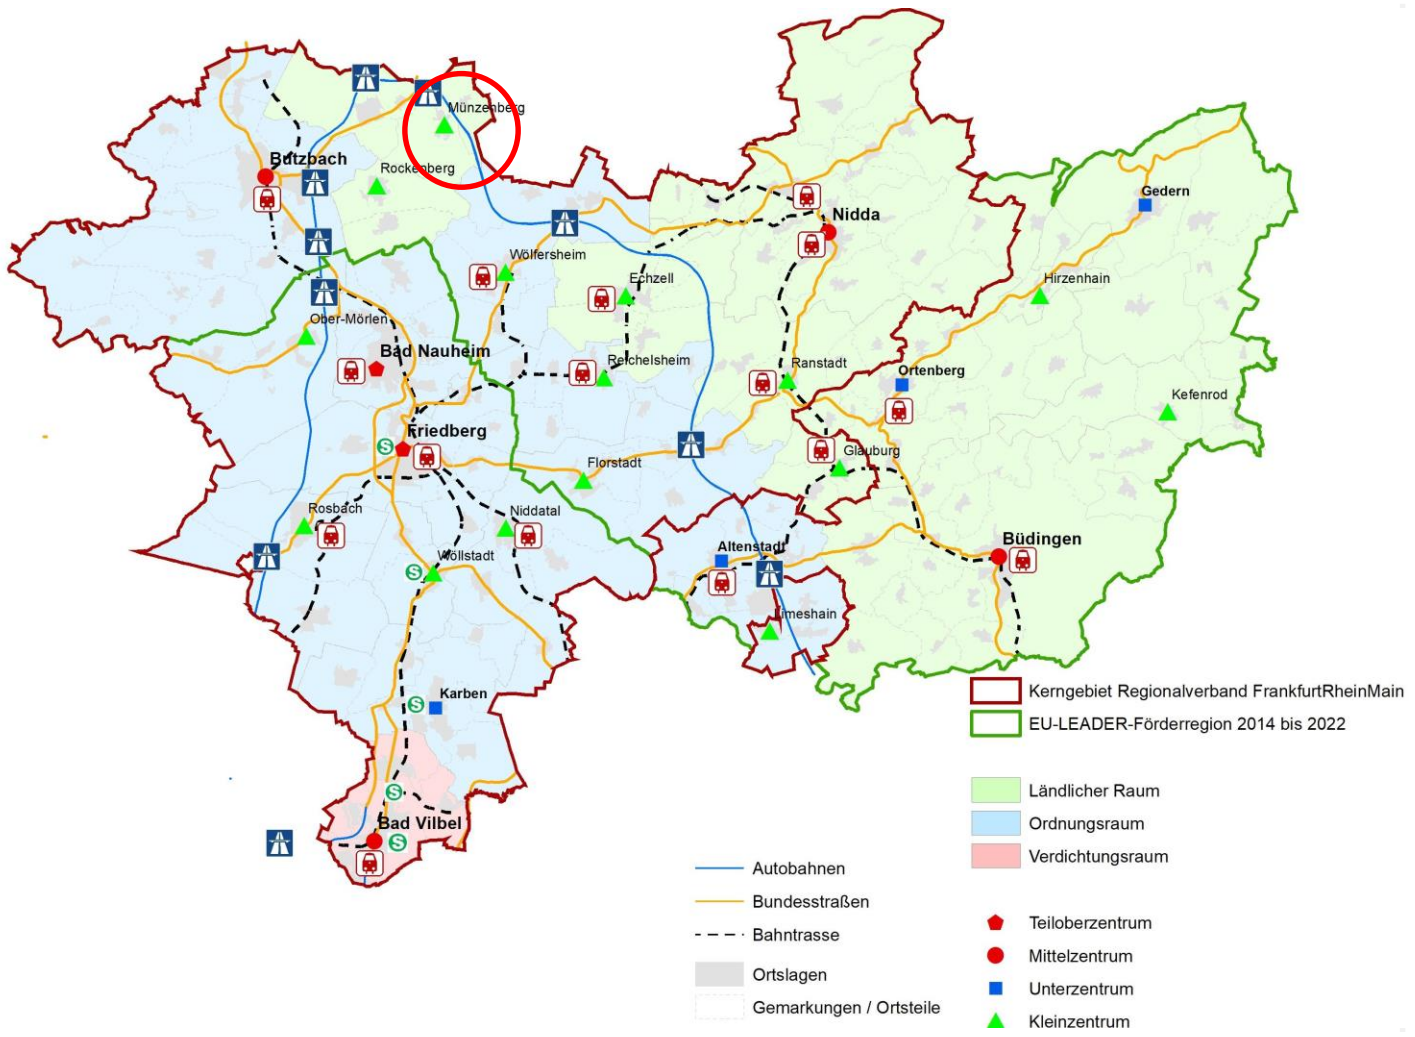 Münzenberg
Butzbach
Rockenberg
Gedern
Nidda
Wölfersheim
Echzell
Hirzenhain
Ober-Mörlen
Bad Nauheim
Reichelsheim
Ranstadt
Ortenberg
Kefenrod
Friedberg
S
Glauburg
Florstadt
Rosbach
Niddatal
Büdingen
Altenstadt
Wöllstadt
S
Limeshain
Karben
S
S
Bad Vilbel
S
Kerngebiet Regionalverband FrankfurtRheinMain
EU-LEADER-Förderregion 2014 bis 2022
Ländlicher Raum
Ordnungsraum
Verdichtungsraum
Autobahnen
Bundesstraßen
Bahntrasse
Ortslagen
Gemarkungen / Ortsteile
Teiloberzentrum
Mittelzentrum
Unterzentrum
Kleinzentrum